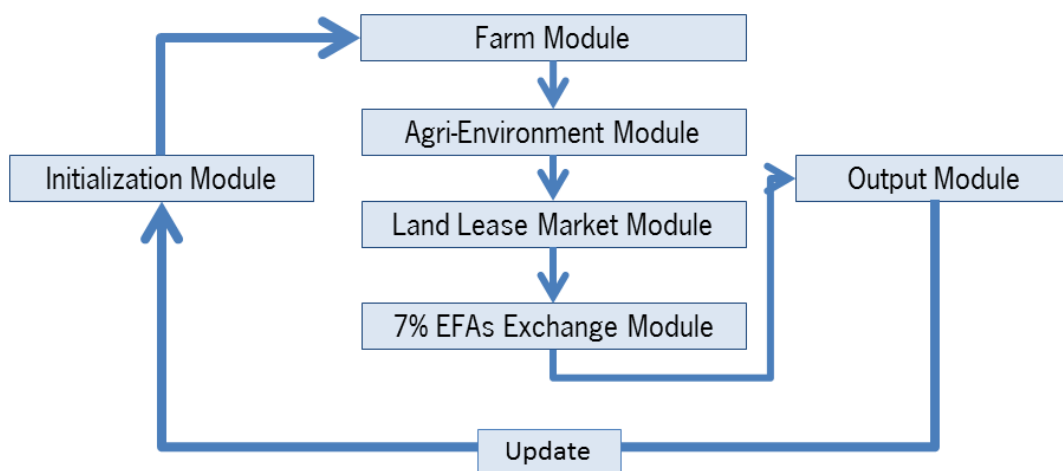 Farm Module
Agri-Environment Module
Initialization Module
Output Module
Land Lease Market Module
7% EFAs Exchange Module
Update